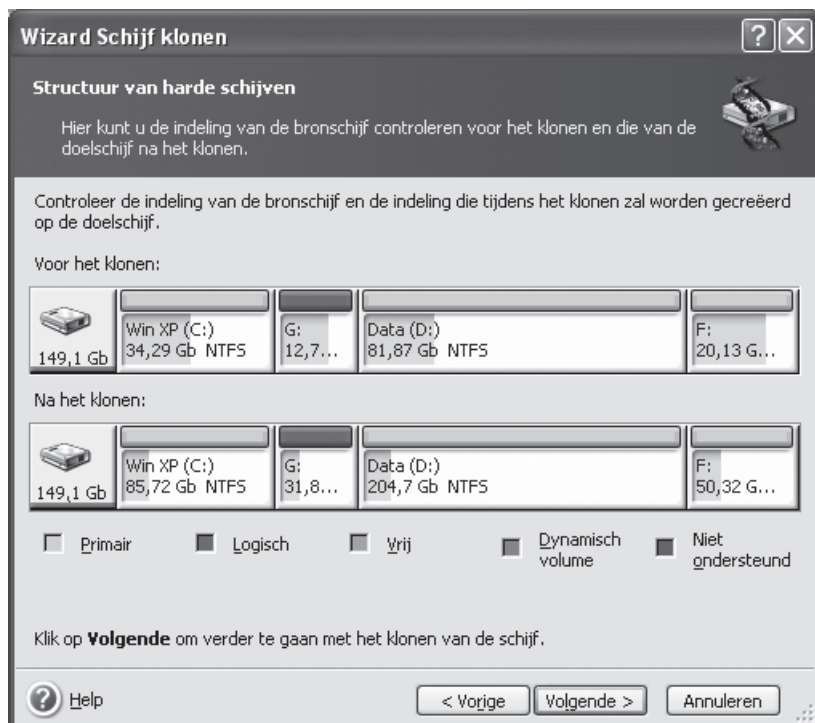 Wizard Schijf klonen
Structuur van harde schijven
Hier kunt u de indeling van de bronschijf controleren voor het klonen en die van de
doelschijf na het klonen.
Controleer de indeling van de bronschijf en de indeling die tijdens het klonen zal worden gecreëerd
op de doelschijf.
Voor het klonen:
149,1 Gb
Win XP (C:)
34,29 Gb NTFS
G:
12,7...
Data (D:)
81,87 Gb NTFS
F:
20,13 G...
Na het klonen:
149,1 Gb
Win XP (C:)
85,72 Gb NTFS
G:
31,8...
Data (D:)
204,7 Gb NTFS
F:
50,32 G...
Primair
Logisch
Vrij
Dynamisch
volume
Niet
ondersteund
Klik op Volgende om verder te gaan met het klonen van de schijf.
Help
< Vorige
Volgende >
Annuleren